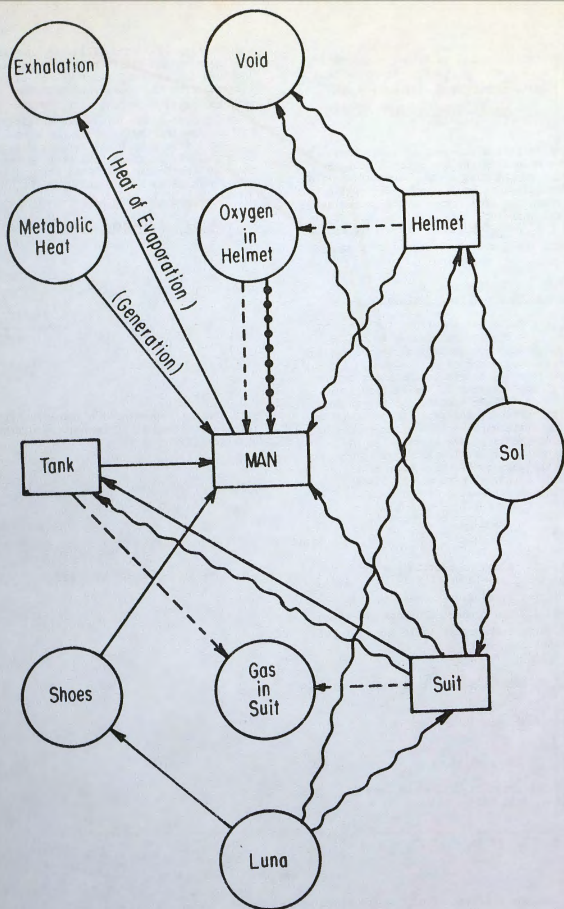 Exhalation
Void
(Heat of Evaporation)
Metabolic
Heat
Oxygen
in
Helmet
Helmet
(Generation)
Tank
MAN
Sol
Shoes
Gas
in
Suit
Suit
Luna